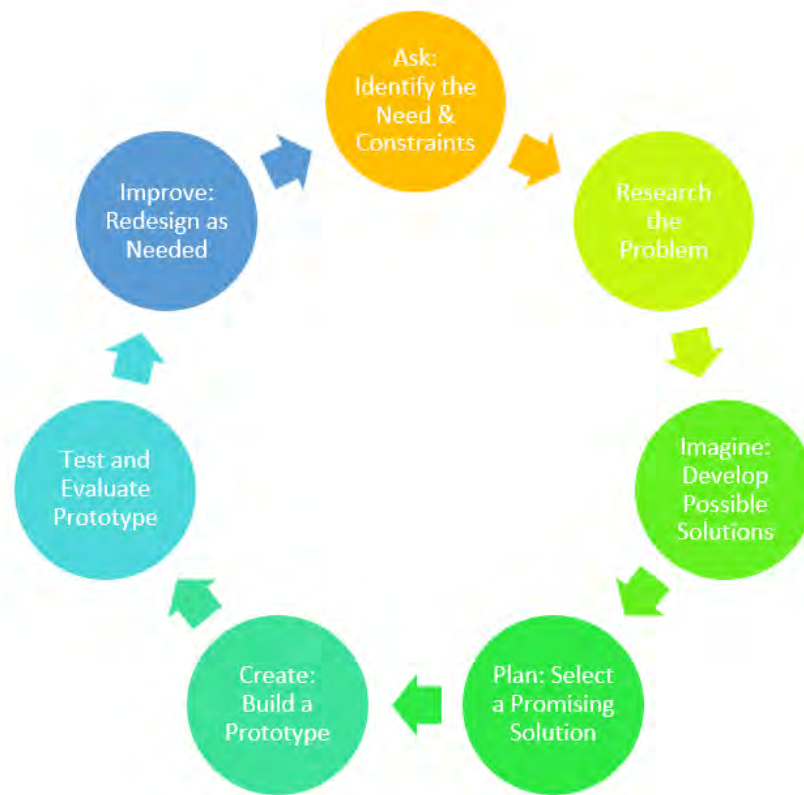 Ask:
Identify the
Need &
Constraints
Research
the
Problem
Imagine:
Develop
Possible
Solutions
Plan: Select
a Promising
Solution
Create:
Build a
Prototype
Test and
Evaluate
Prototype
Improve:
Redesign as
Needed